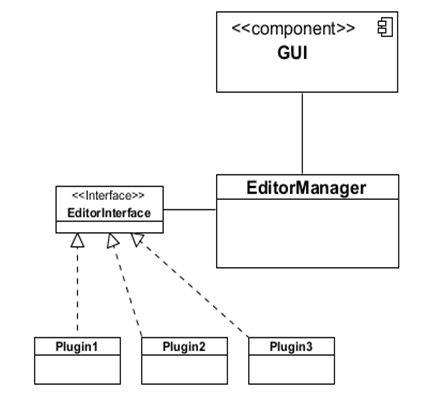 <<component>>
GUI
EditorManager
<<Interface>>
EditorInterface
Plugin1
Plugin2
Plugin3